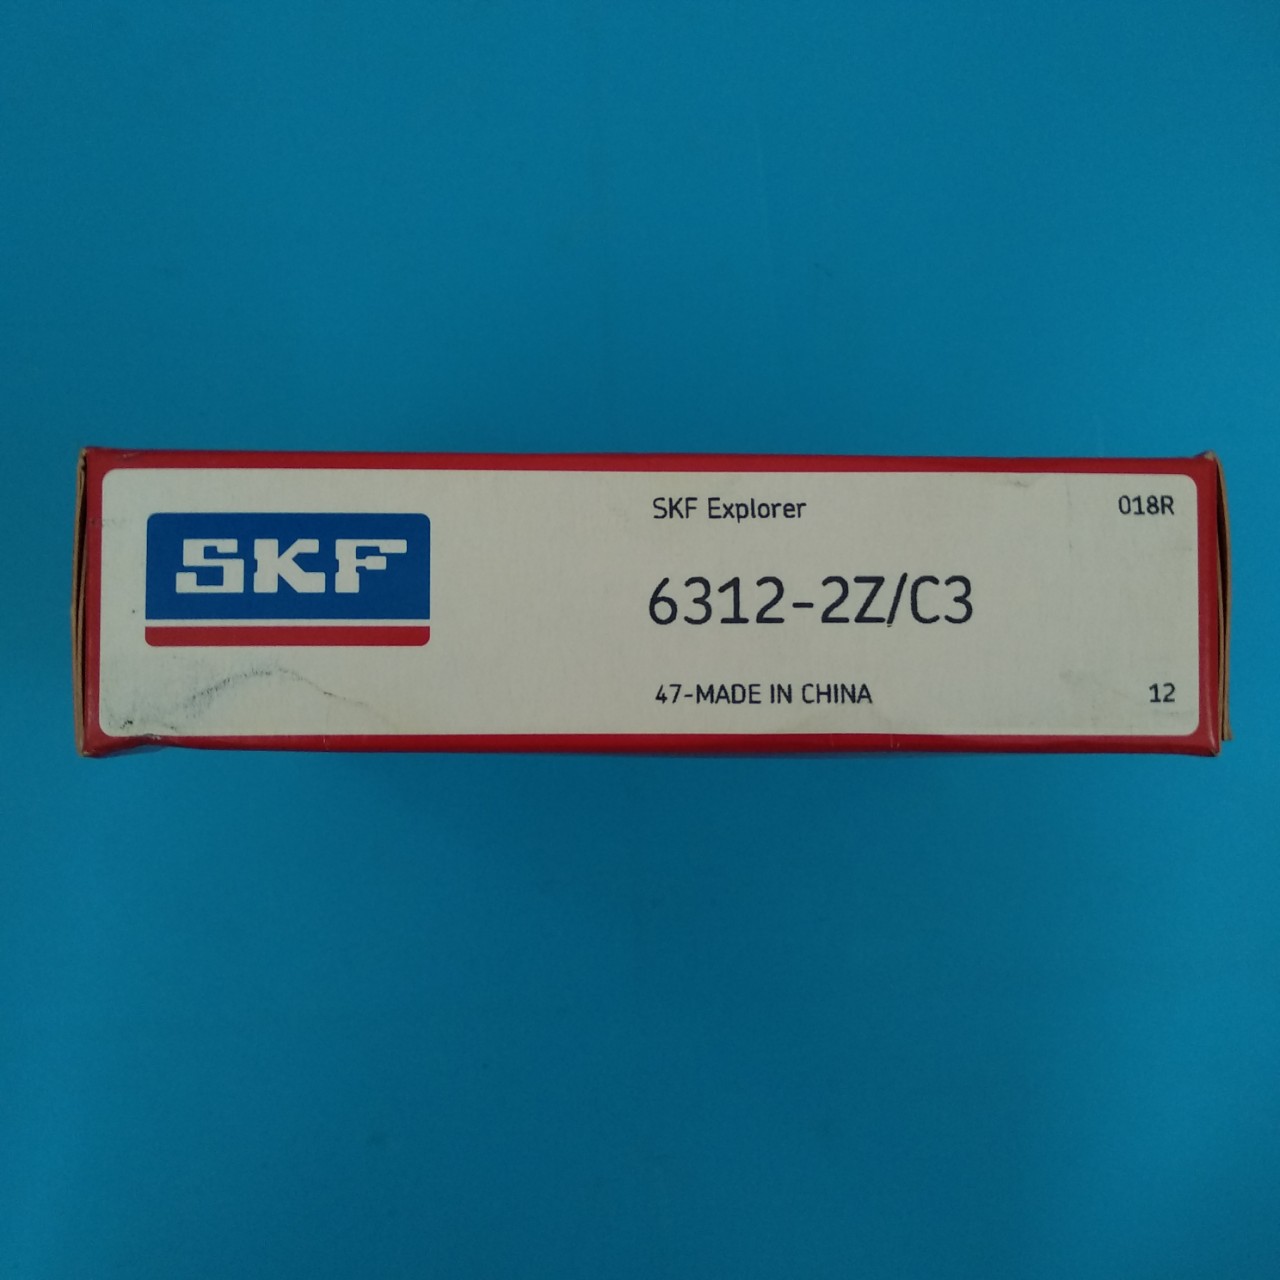 SKF
SKF Explorer 018R
6312-2Z/C3
47-MADE IN CHINA 12